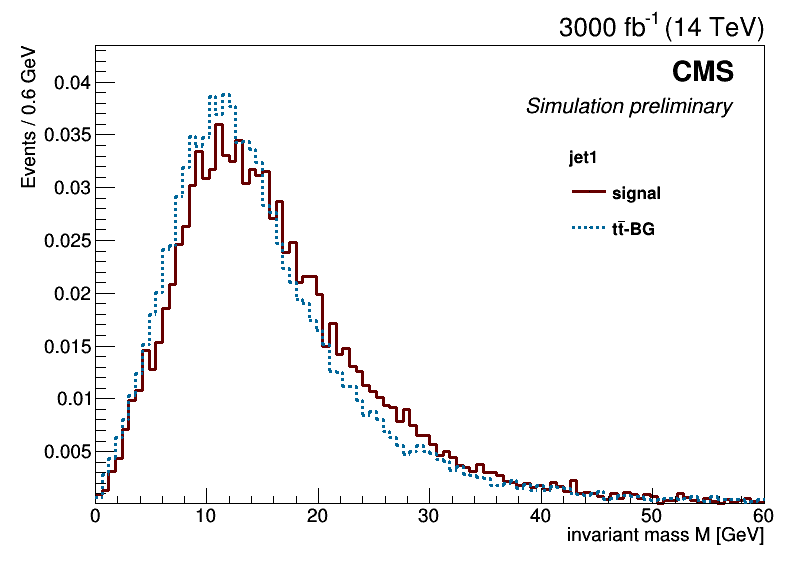 3000 fb⁻¹ (14 TeV)
CMS
Simulation preliminary
jet1
signal
tt̄-BG
Events / 0.6 GeV
0.04
0.035
0.03
0.025
0.02
0.015
0.01
0.005
0 10 20 30 40 50 60
invariant mass M [GeV]